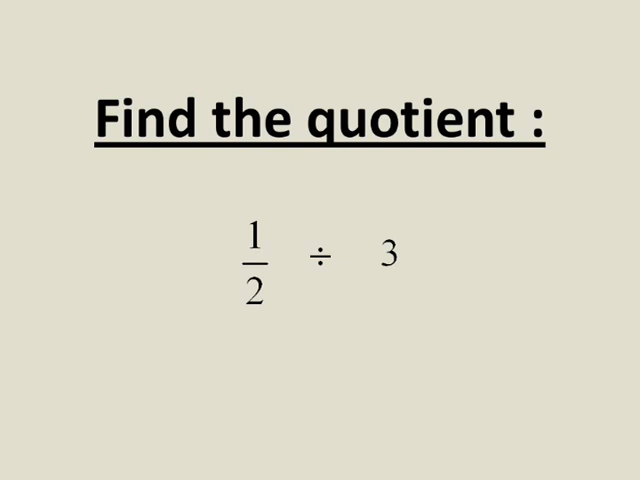 Find the quotient :
1/2 ÷ 3